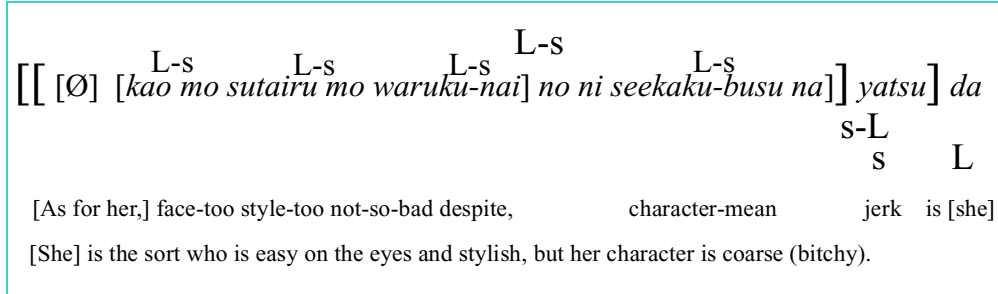 L-s
L-s L-s L-s L-s
[[ [Ø] [kao mo sutairu mo waruku-nai] no ni seekaku-busu na]] yatsu] da
s-L
s L
[As for her,] face-too style-too not-so-bad despite, character-mean jerk is [she]
[She] is the sort who is easy on the eyes and stylish, but her character is coarse (bitchy).